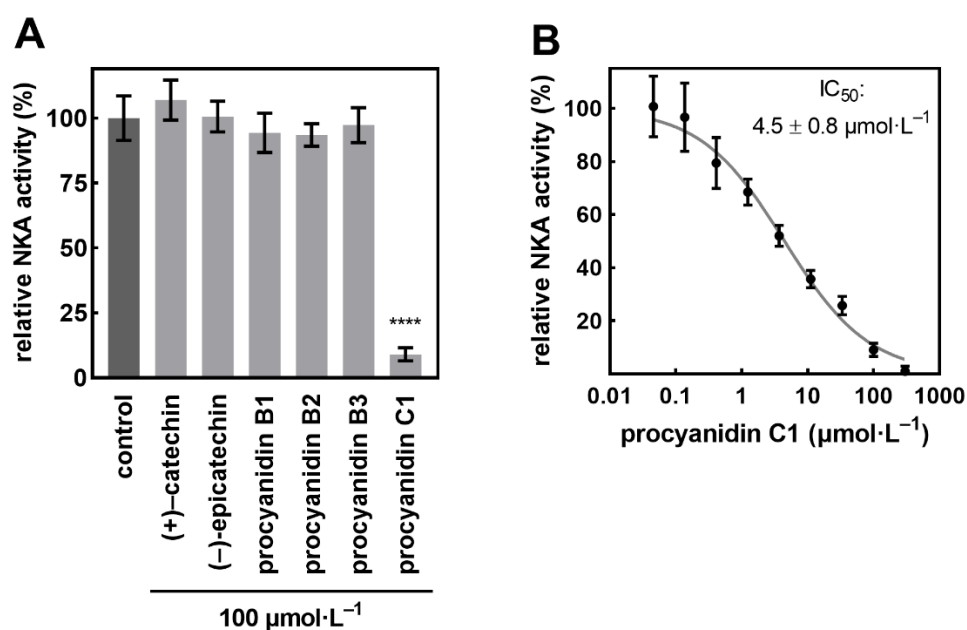 A
relative NKA activity (%)
100
75
50
25
0
****
control
(+)–catechin
(–)-epicatechin
procyanidin B1
procyanidin B2
procyanidin B3
procyanidin C1
100 µmol·L⁻¹
B
relative NKA activity (%)
100
80
60
40
20
IC₅₀:
4.5 ± 0.8 µmol·L⁻¹
0.01 0.1 1 10 100 1000
procyanidin C1 (µmol·L⁻¹)